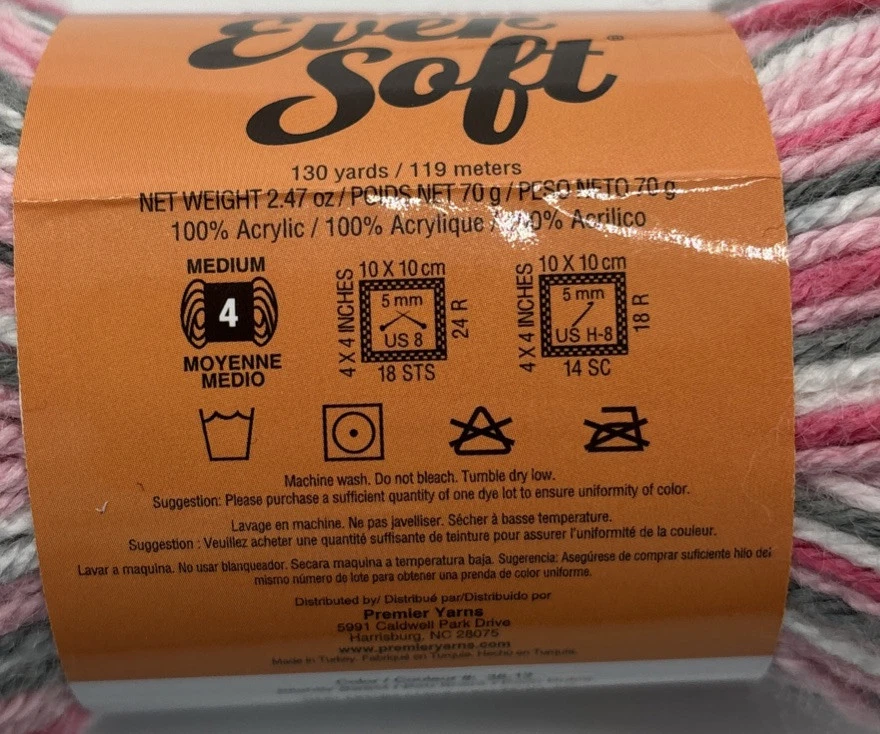 Ever
Soft®
130 yards / 119 meters
NET WEIGHT 2.47 oz / POIDS NET 70 g / PESO NETO 70 g
100% Acrylic / 100% Acrylique / 0% Acrílico
MEDIUM
4
MOYENNE
MEDIO
10 X 10 cm
4 X 4 INCHES
5 mm
US 8
24 R
18 STS
10 X 10 cm
4 X 4 INCHES
5 mm
US H-8
18 R
14 SC
Machine wash. Do not bleach. Tumble dry low.
Suggestion: Please purchase a sufficient quantity of one dye lot to ensure uniformity of color.
Lavage en machine. Ne pas javelliser. Sécher à basse temperature.
Suggestion : Veuillez acheter une quantité suffisante de teinture pour assurer l'uniformité de la couleur.
Lavar a maquina. No usar blanqueador. Secara maquina a temperatura baja. Sugerencia: Asegúrese de comprar suficiente hilo del
mismo número de lote para obtener una prenda de color uniforme.
Distributed by/ Distribué par/Distribuido por
Premier Yarns
5991 Caldwell Park Drive
Harrisburg, NC 28075
www.premieryarns.com
Made in Turkey. Fabriqué en Turquie. Hecho en Turquía.
Color / Couleur #: